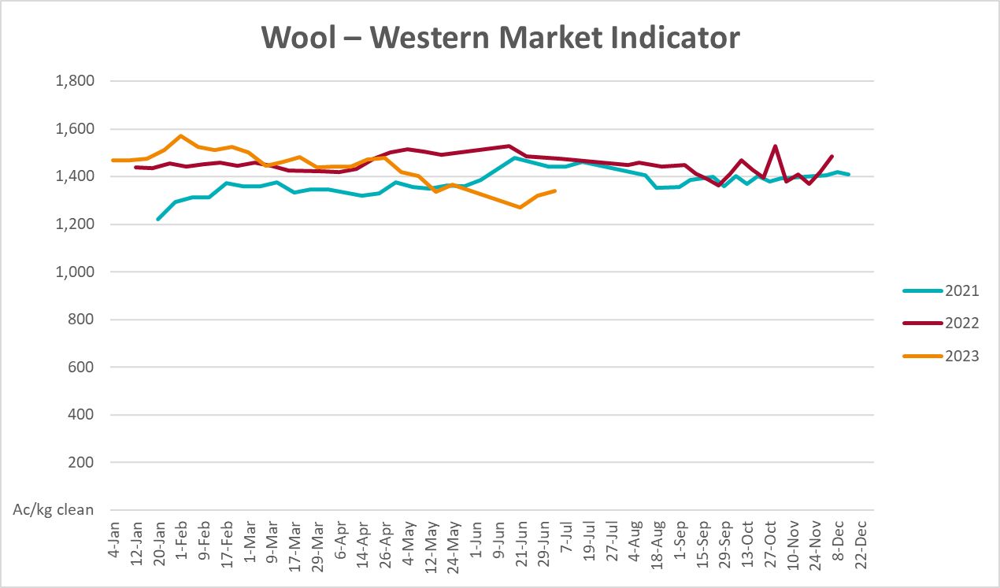 Wool – Western Market Indicator
1,800
1,600
1,400
1,200
1,000
800
600
400
200
Ac/kg clean
4-Jan
12-Jan
20-Jan
1-Feb
9-Feb
17-Feb
1-Mar
9-Mar
17-Mar
29-Mar
6-Apr
14-Apr
26-Apr
4-May
12-May
24-May
1-Jun
9-Jun
21-Jun
29-Jun
7-Jul
19-Jul
27-Jul
4-Aug
18-Aug
1-Sep
15-Sep
29-Sep
13-Oct
27-Oct
10-Nov
24-Nov
8-Dec
22-Dec
2021
2022
2023